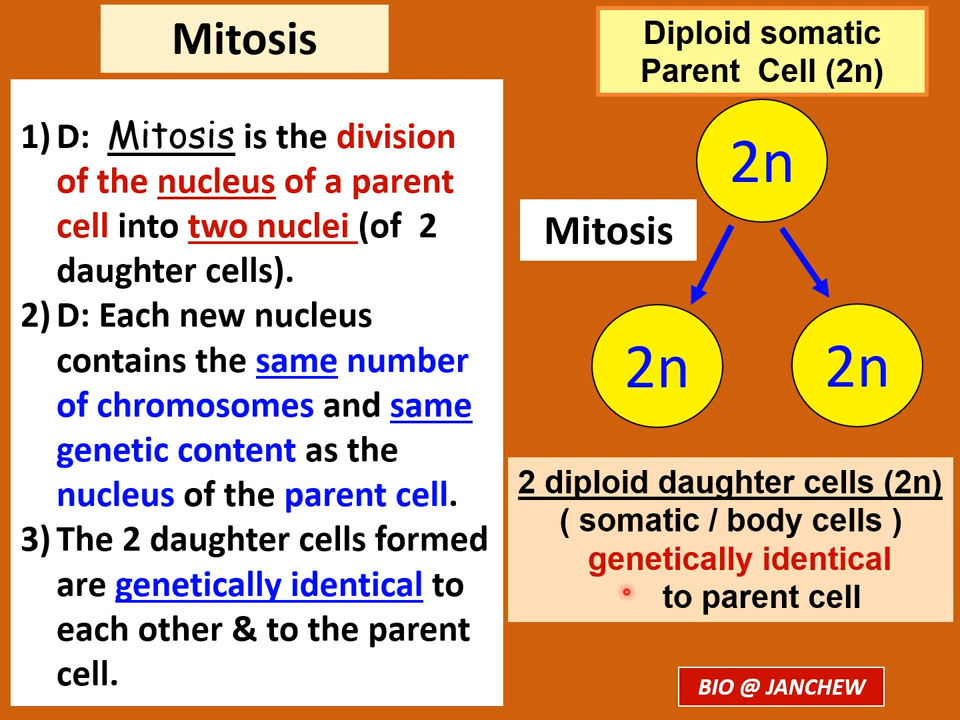 Mitosis
1) D: Mitosis is the division
of the nucleus of a parent
cell into two nuclei (of 2
daughter cells).
2) D: Each new nucleus
contains the same number
of chromosomes and same
genetic content as the
nucleus of the parent cell.
3) The 2 daughter cells formed
are genetically identical to
each other & to the parent
cell.
Diploid somatic
Parent Cell (2n)
2n
Mitosis
2n 2n
2 diploid daughter cells (2n)
( somatic / body cells )
genetically identical
to parent cell
BIO @ JANCHEW